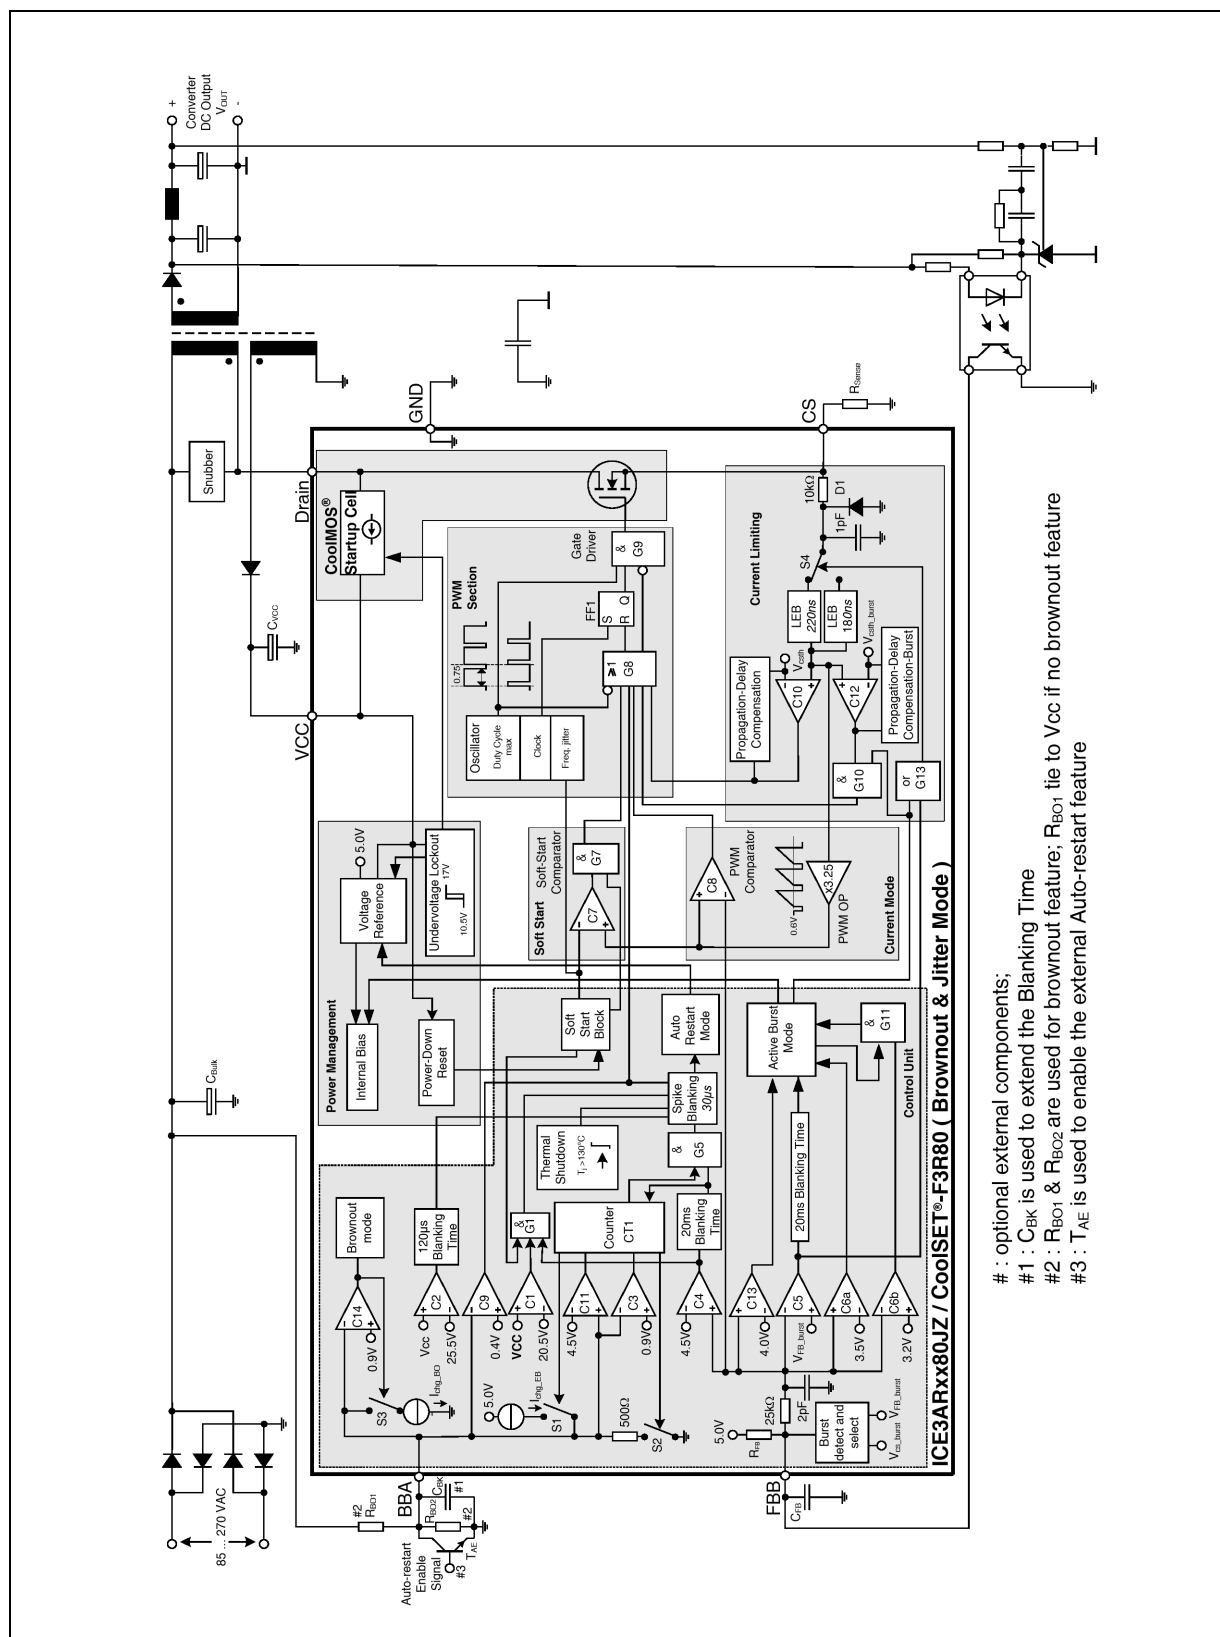 Converter
DC Output
VOUT
+
-
Snubber
CBulk
CVCC
85 ... 270 VAC
#2
RBO1
VCC
Drain
GND
CS
RSense
BBA
RBO2
CBK
#1
#2
TAE
#3
Auto-restart
Enable
Signal
FBB
CFB
CoolMOS®
Startup Cell
Power Management
Internal Bias
Voltage
Reference
5.0V
Undervoltage Lockout
17V
10.5V
Power-Down
Reset
PWM
Section
0.75
Oscillator
Duty Cycle
max
Clock
Freq. jitter
≥1
G8
FF1
S
R
Q
Gate
Driver
&
G9
Soft Start
Soft-Start
Comparator
C7
&
G7
Soft
Start
Block
PWM
Comparator
C8
0.6V
x3.25
PWM OP
Current Mode
Current Limiting
Propagation-Delay
Compensation
Vcsth
C10
LEB
220ns
LEB
180ns
S4
1pF
D1
10kΩ
C12
Vcsth_burst
Propagation-Delay
Compensation-Burst
&
G10
or
G13
Brownout
mode
C14
0.9V
S3
Ichg_BO
120µs
Blanking
Time
C2
Vcc
25.5V
C9
0.4V
C1
VCC
20.5V
&
G1
5.0V
Ichg_EB
S1
C11
4.5V
C3
0.9V
500Ω
S2
Counter
CT1
Thermal
Shutdown
Tj >130°C
Spike
Blanking
30µs
Auto
Restart
Mode
&
G5
20ms
Blanking
Time
C4
4.5V
C13
4.0V
C5
VFB_burst
20ms Blanking Time
Active Burst
Mode
C6a
3.5V
C6b
3.2V
&
G11
Control Unit
5.0V
RFB
25kΩ
2pF
Burst
detect and
select
VFB_burst
Vcs_burst
ICE3ARxx80JZ / CoolSET®-F3R80 ( Brownout & Jitter Mode )
# : optional external components;
#1 : CBK is used to extend the Blanking Time
#2 : RBO1 & RBO2 are used for brownout feature; RBO1 tie to Vcc if no brownout feature
#3 : TAE is used to enable the external Auto-restart feature